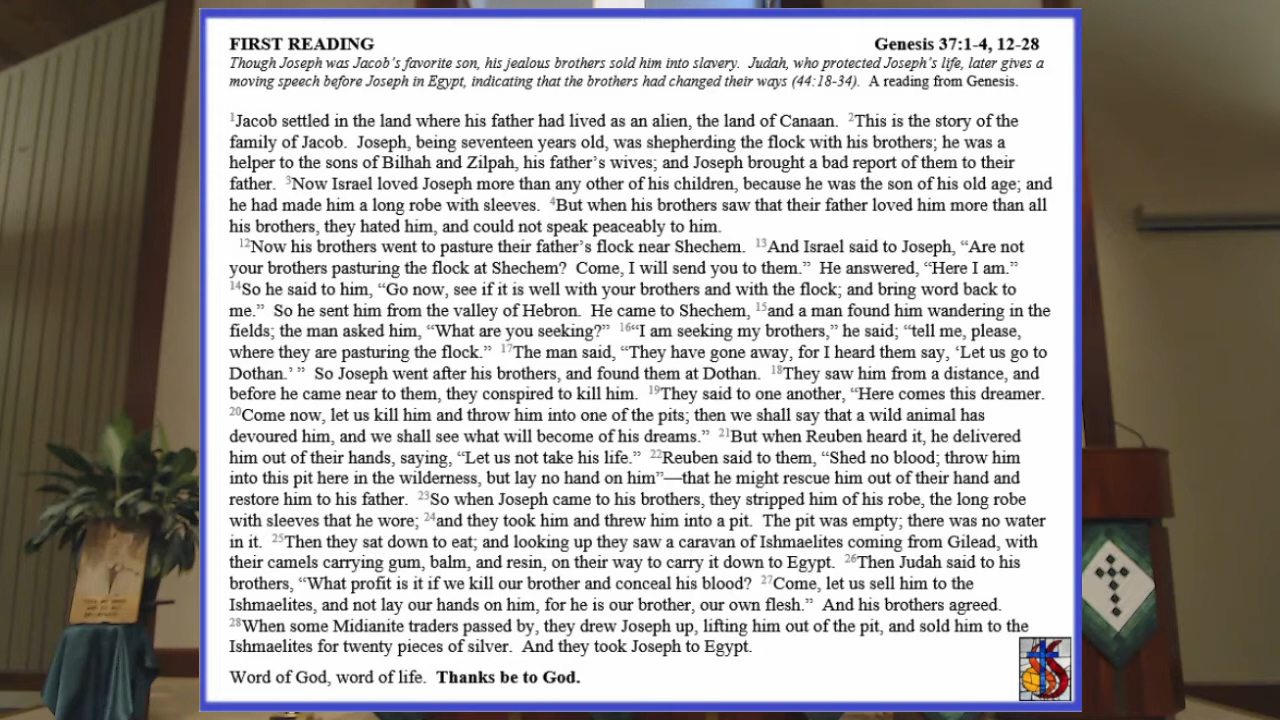 FIRST READING Genesis 37:1-4, 12-28
Though Joseph was Jacob’s favorite son, his jealous brothers sold him into slavery. Judah, who protected Joseph’s life, later gives a
moving speech before Joseph in Egypt, indicating that the brothers had changed their ways (44:18-34). A reading from Genesis.
1Jacob settled in the land where his father had lived as an alien, the land of Canaan. 2This is the story of the
family of Jacob. Joseph, being seventeen years old, was shepherding the flock with his brothers; he was a
helper to the sons of Bilhah and Zilpah, his father’s wives; and Joseph brought a bad report of them to their
father. 3Now Israel loved Joseph more than any other of his children, because he was the son of his old age; and
he had made him a long robe with sleeves. 4But when his brothers saw that their father loved him more than all
his brothers, they hated him, and could not speak peaceably to him.
12Now his brothers went to pasture their father’s flock near Shechem. 13And Israel said to Joseph, “Are not
your brothers pasturing the flock at Shechem? Come, I will send you to them.” He answered, “Here I am.”
14So he said to him, “Go now, see if it is well with your brothers and with the flock; and bring word back to
me.” So he sent him from the valley of Hebron. He came to Shechem, 15and a man found him wandering in the
fields; the man asked him, “What are you seeking?” 16“I am seeking my brothers,” he said; “tell me, please,
where they are pasturing the flock.” 17The man said, “They have gone away, for I heard them say, ‘Let us go to
Dothan.’ ” So Joseph went after his brothers, and found them at Dothan. 18They saw him from a distance, and
before he came near to them, they conspired to kill him. 19They said to one another, “Here comes this dreamer.
20Come now, let us kill him and throw him into one of the pits; then we shall say that a wild animal has
devoured him, and we shall see what will become of his dreams.” 21But when Reuben heard it, he delivered
him out of their hands, saying, “Let us not take his life.” 22Reuben said to them, “Shed no blood; throw him
into this pit here in the wilderness, but lay no hand on him”—that he might rescue him out of their hand and
restore him to his father. 23So when Joseph came to his brothers, they stripped him of his robe, the long robe
with sleeves that he wore; 24and they took him and threw him into a pit. The pit was empty; there was no water
in it. 25Then they sat down to eat; and looking up they saw a caravan of Ishmaelites coming from Gilead, with
their camels carrying gum, balm, and resin, on their way to carry it down to Egypt. 26Then Judah said to his
brothers, “What profit is it if we kill our brother and conceal his blood? 27Come, let us sell him to the
Ishmaelites, and not lay our hands on him, for he is our brother, our own flesh.” And his brothers agreed.
28When some Midianite traders passed by, they drew Joseph up, lifting him out of the pit, and sold him to the
Ishmaelites for twenty pieces of silver. And they took Joseph to Egypt.
Word of God, word of life. Thanks be to God.